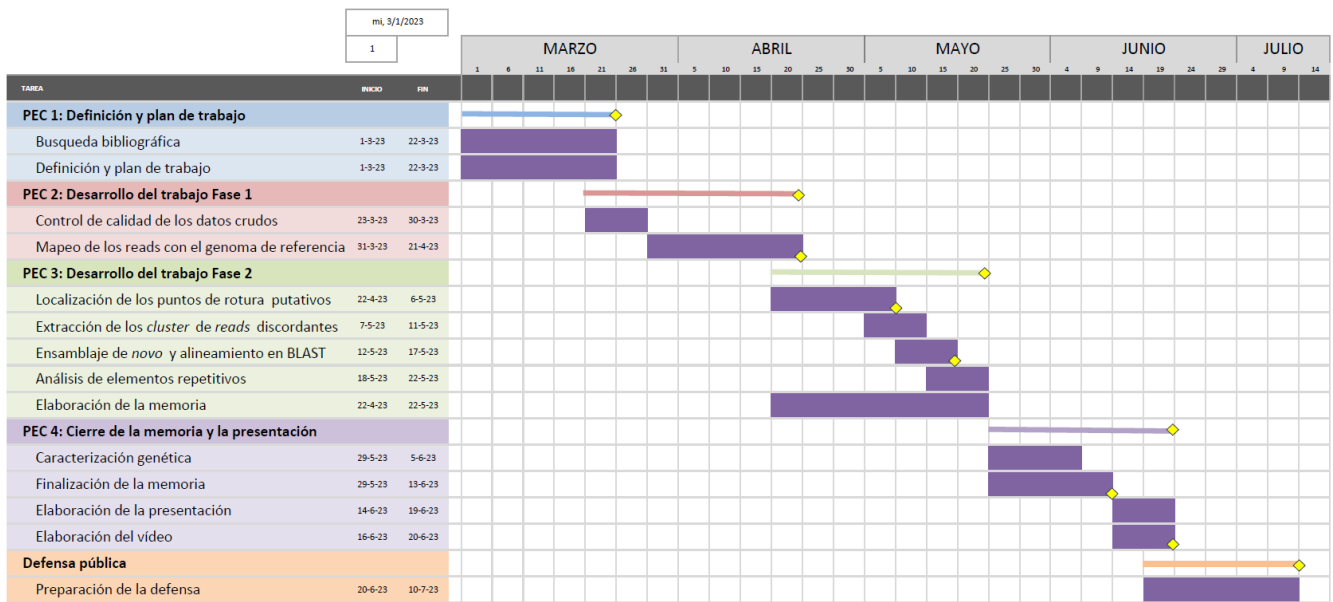 mi, 3/1/2023
1
MARZO ABRIL MAYO JUNIO JULIO
1 6 11 16 21 26 31 5 10 15 20 25 30 5 10 15 20 25 30 4 9 14 19 24 29 4 9 14
TAREA INICIO FIN
PEC 1: Definición y plan de trabajo
Busqueda bibliográfica 1-3-23 22-3-23
Definición y plan de trabajo 1-3-23 22-3-23
PEC 2: Desarrollo del trabajo Fase 1
Control de calidad de los datos crudos 23-3-23 30-3-23
Mapeo de los reads con el genoma de referencia 31-3-23 21-4-23
PEC 3: Desarrollo del trabajo Fase 2
Localización de los puntos de rotura putativos 22-4-23 6-5-23
Extracción de los cluster de reads discordantes 7-5-23 11-5-23
Ensamblaje de novo y alineamiento en BLAST 12-5-23 17-5-23
Análisis de elementos repetitivos 18-5-23 22-5-23
Elaboración de la memoria 22-4-23 22-5-23
PEC 4: Cierre de la memoria y la presentación
Caracterización genética 29-5-23 5-6-23
Finalización de la memoria 29-5-23 13-6-23
Elaboración de la presentación 14-6-23 19-6-23
Elaboración del vídeo 16-6-23 20-6-23
Defensa pública
Preparación de la defensa 20-6-23 10-7-23